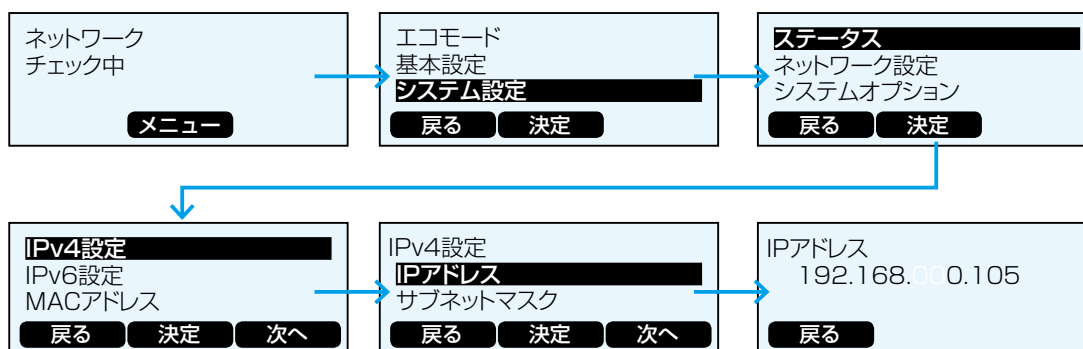 ネットワーク
チェック中
メニュー
エコモード
基本設定
システム設定
戻る 決定
ステータス
ネットワーク設定
システムオプション
戻る 決定
IPv4設定
IPv6設定
MACアドレス
戻る 決定 次へ
IPv4設定
IPアドレス
サブネットマスク
戻る 決定 次へ
IPアドレス
192.168.000.105
戻る